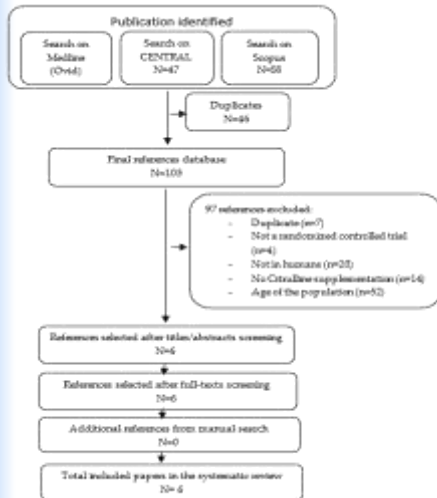 Publication identified
Search on
Medline
(Ovid)
Search on
CENTRAL
N=47
Search on
Scopus
N=58
Duplicates
N=46
Final references database
N=103
97 references excluded:
- Duplicate (n=7)
- Not a randomized controlled trial
(n=4)
- Not in humans (n=20)
- No Citrulline supplementation (n=14)
- Age of the population (n=52)
References selected after titles/abstracts screening
N=6
References selected after full-texts screening
N=6
Additional references from manual search
N=0
Total included papers in the systematic review
N= 6